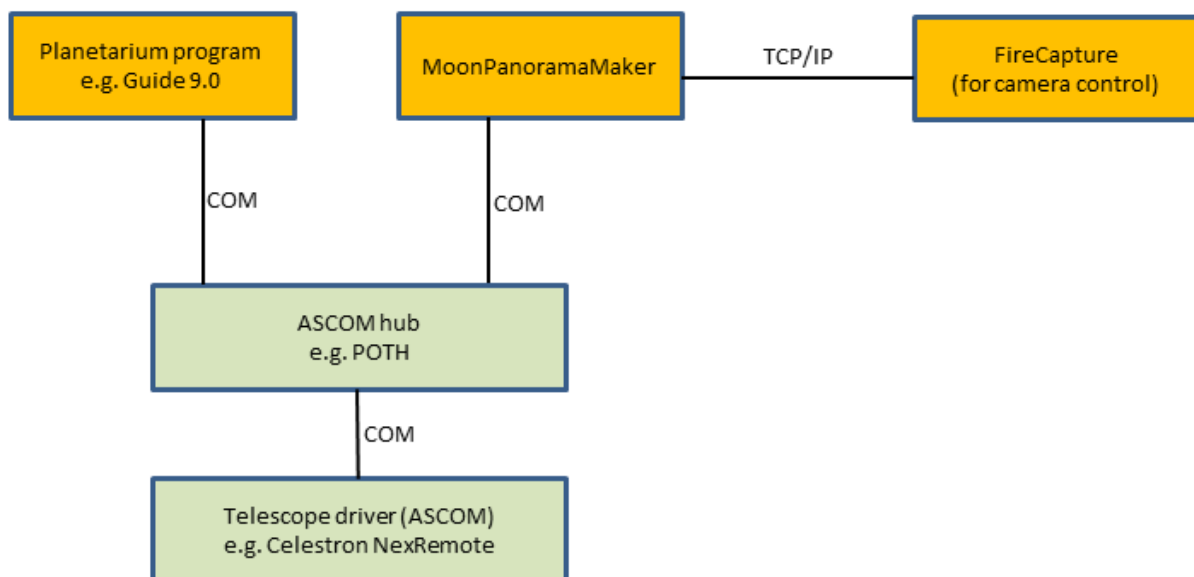 Planetarium program
e.g. Guide 9.0
MoonPanoramaMaker
TCP/IP
FireCapture
(for camera control)
COM
COM
ASCOM hub
e.g. POTH
COM
Telescope driver (ASCOM)
e.g. Celestron NexRemote